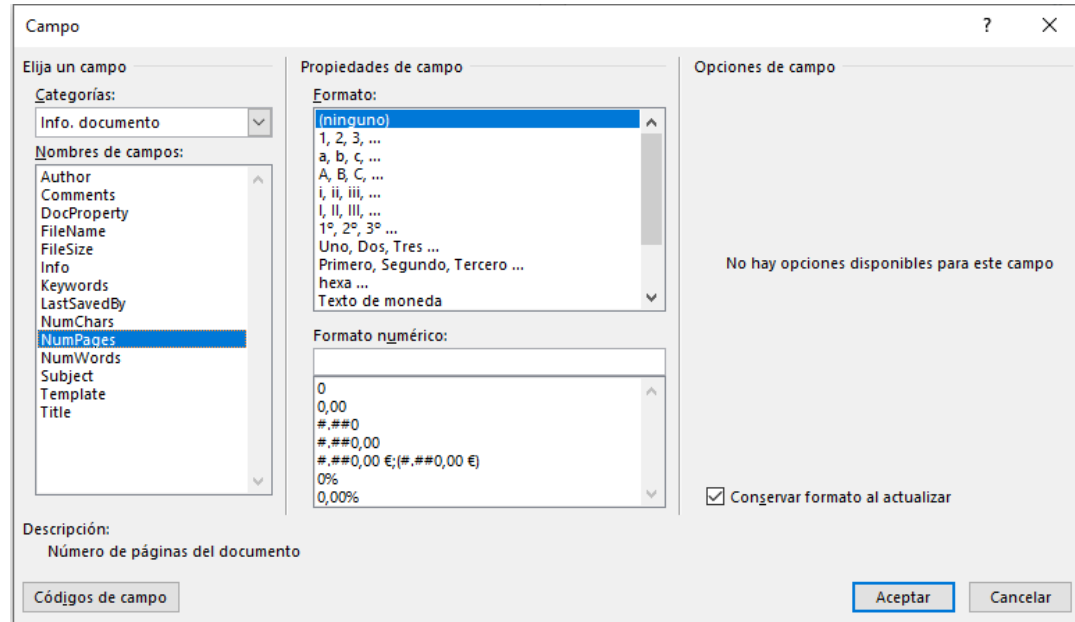 Campo
?
Elija un campo
Categorías:
Info. documento
Nombres de campos:
Author
Comments
DocProperty
FileName
FileSize
Info
Keywords
LastSavedBy
NumChars
NumPages
NumWords
Subject
Template
Title
Propiedades de campo
Formato:
(ninguno)
1, 2, 3, ...
a, b, c, ...
A, B, C, ...
i, ii, iii, ...
I, II, III, ...
1º, 2º, 3º ...
Uno, Dos, Tres ...
Primero, Segundo, Tercero ...
hexa ...
Texto de moneda
Formato numérico:
0
0,00
#.##0
#.##0,00
#.##0,00 €;(#.##0,00 €)
0%
0,00%
Opciones de campo
No hay opciones disponibles para este campo
Conservar formato al actualizar
Descripción:
Número de páginas del documento
Códigos de campo
Aceptar
Cancelar